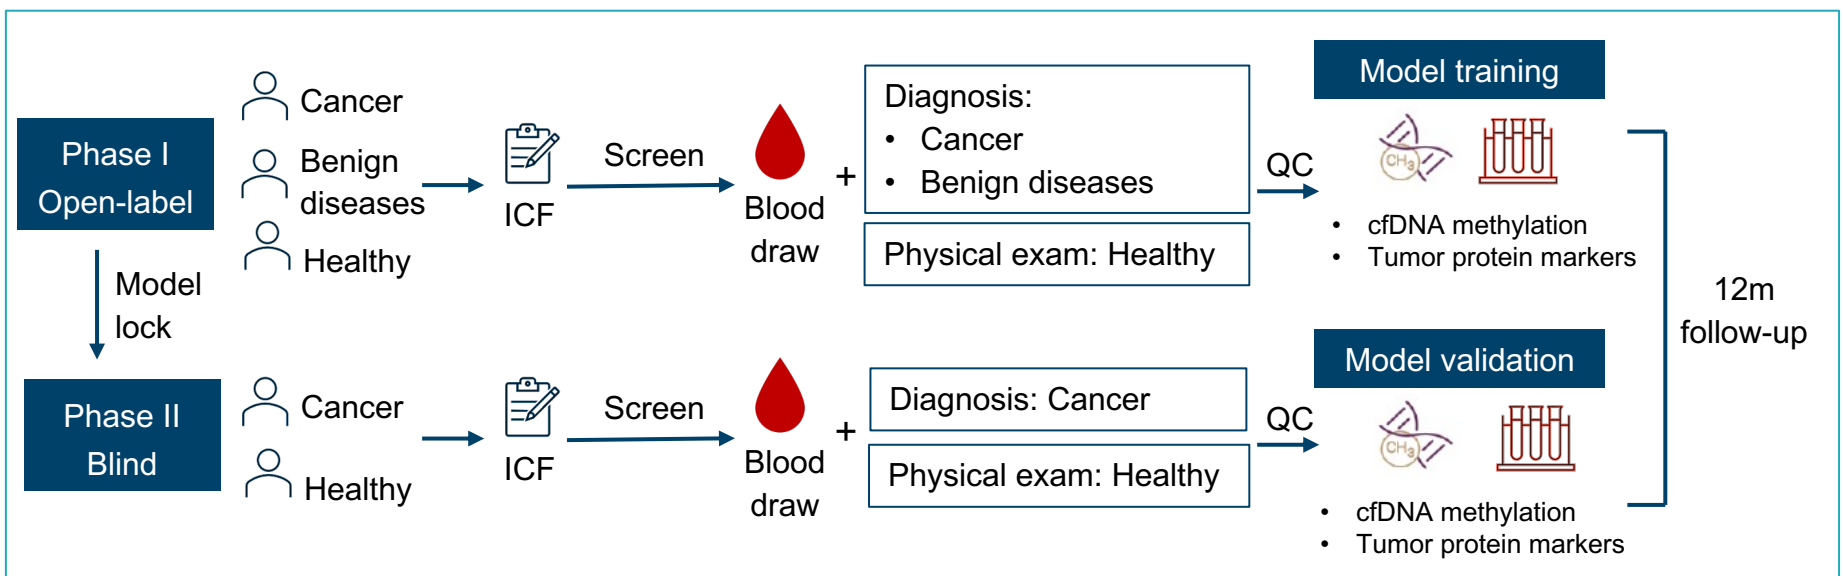 Phase I
Open-label
Cancer
Benign
diseases
Healthy
ICF
Screen
Blood
draw
+
Diagnosis:
• Cancer
• Benign diseases
Physical exam: Healthy
QC
Model training
CH3
• cfDNA methylation
• Tumor protein markers
Model
lock
12m
follow-up
Phase II
Blind
Cancer
Healthy
ICF
Screen
Blood
draw
+
Diagnosis: Cancer
Physical exam: Healthy
QC
Model validation
CH3
• cfDNA methylation
• Tumor protein markers